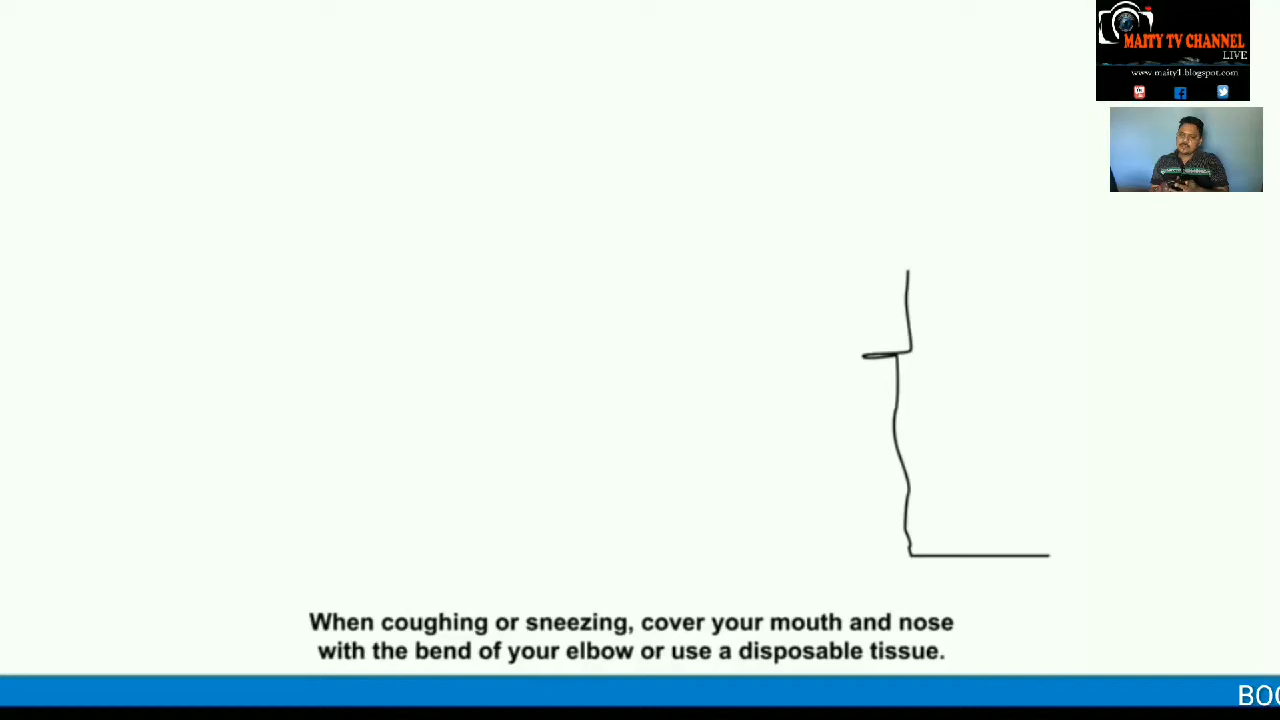 MAITY TV CHANNEL
LIVE
www maity1.blogspot.com
When coughing or sneezing, cover your mouth and nose
with the bend of your elbow or use a disposable tissue.